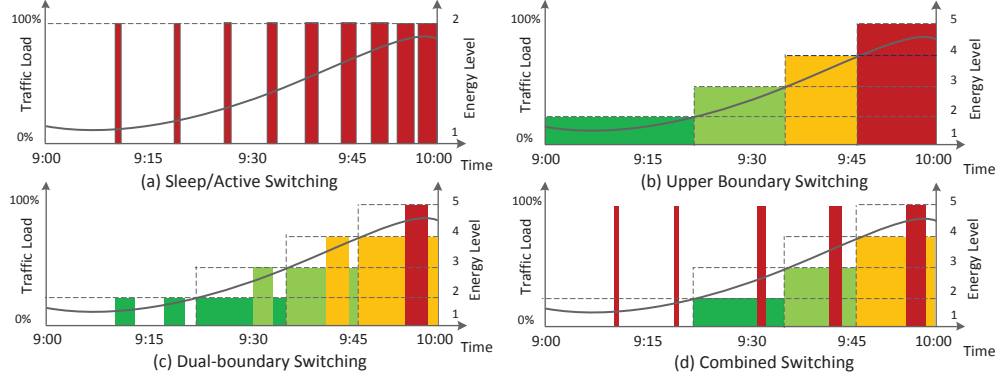 100%
Traffic Load
0%
2
Energy Level
1
9:00
9:15
9:30
9:45
10:00
Time
(a) Sleep/Active Switching
100%
Traffic Load
0%
5
4
3
2
1
Energy Level
9:00
9:15
9:30
9:45
10:00
Time
(b) Upper Boundary Switching
100%
Traffic Load
0%
5
4
3
2
1
Energy Level
9:00
9:15
9:30
9:45
10:00
Time
(c) Dual-boundary Switching
100%
Traffic Load
0%
5
4
3
2
1
Energy Level
9:00
9:15
9:30
9:45
10:00
Time
(d) Combined Switching